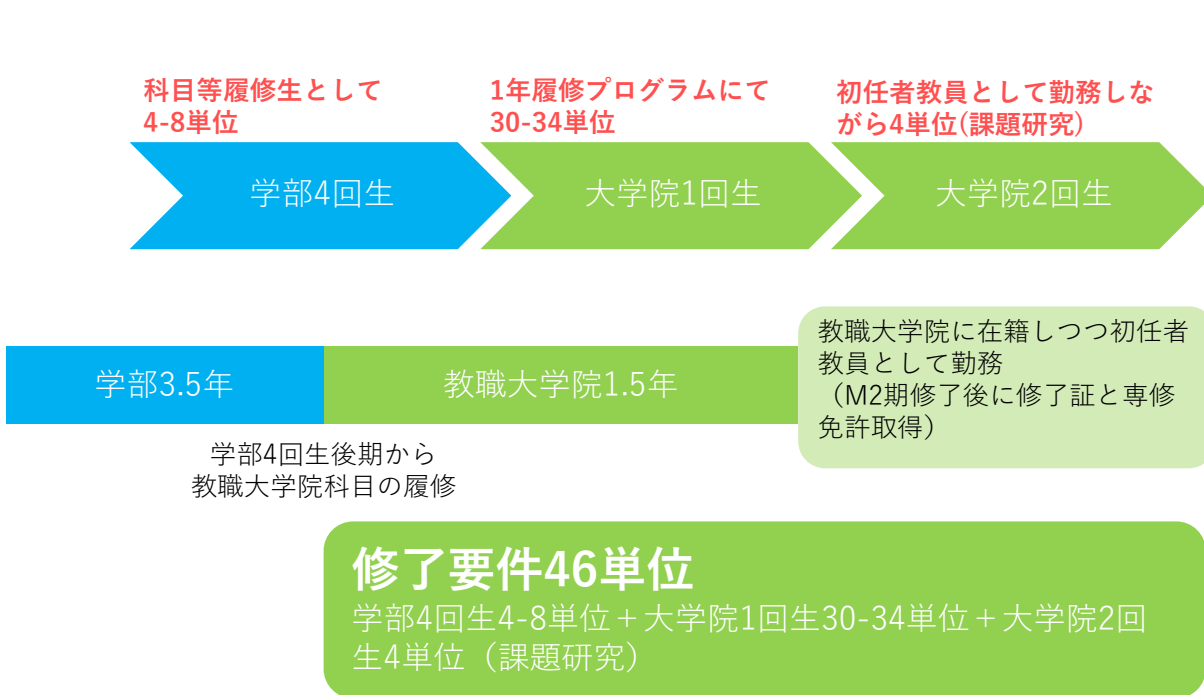 科目等履修生として
4-8単位
1年履修プログラムにて
30-34単位
初任者教員として勤務しな
がら4単位(課題研究)
学部4回生
大学院1回生
大学院2回生
学部3.5年
教職大学院1.5年
教職大学院に在籍しつつ初任者
教員として勤務
（M2期修了後に修了証と専修
免許取得）
学部4回生後期から
教職大学院科目の履修
修了要件46単位
学部4回生4-8単位＋大学院1回生30-34単位＋大学院2回
生4単位（課題研究）